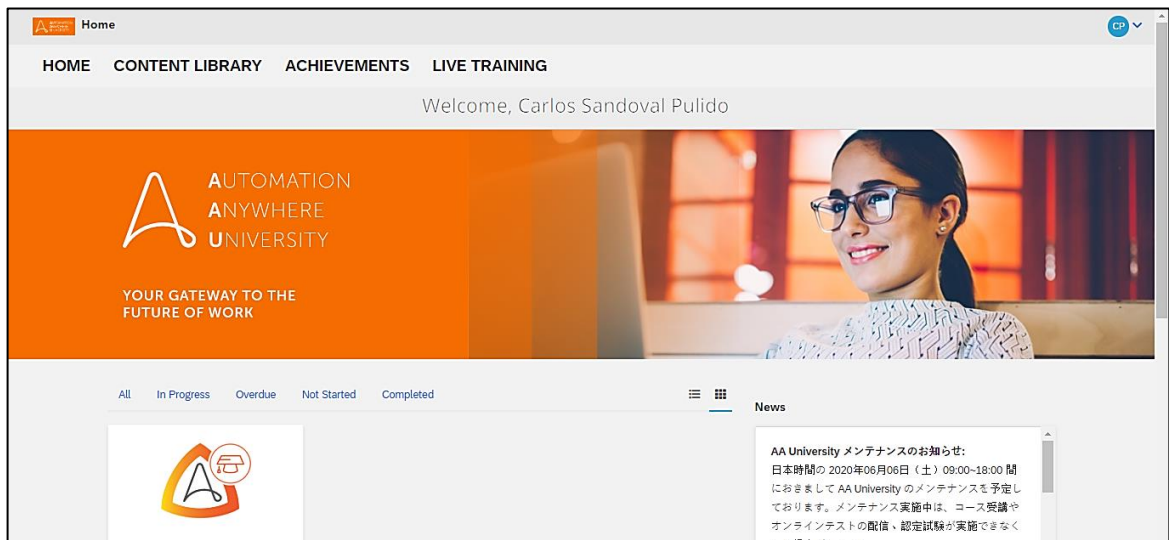 Home
CP
HOME CONTENT LIBRARY ACHIEVEMENTS LIVE TRAINING
Welcome, Carlos Sandoval Pulido
AUTOMATION
ANYWHERE
UNIVERSITY
YOUR GATEWAY TO THE
FUTURE OF WORK
All In Progress Overdue Not Started Completed
News
AA University メンテナンスのお知らせ:
日本時間の 2020年06月06日（土）09:00~18:00 間
におきまして AA University のメンテナンスを予定し
ております。メンテナンス実施中は、コース受講や
オンラインテストの配信、認定試験が実施できなく